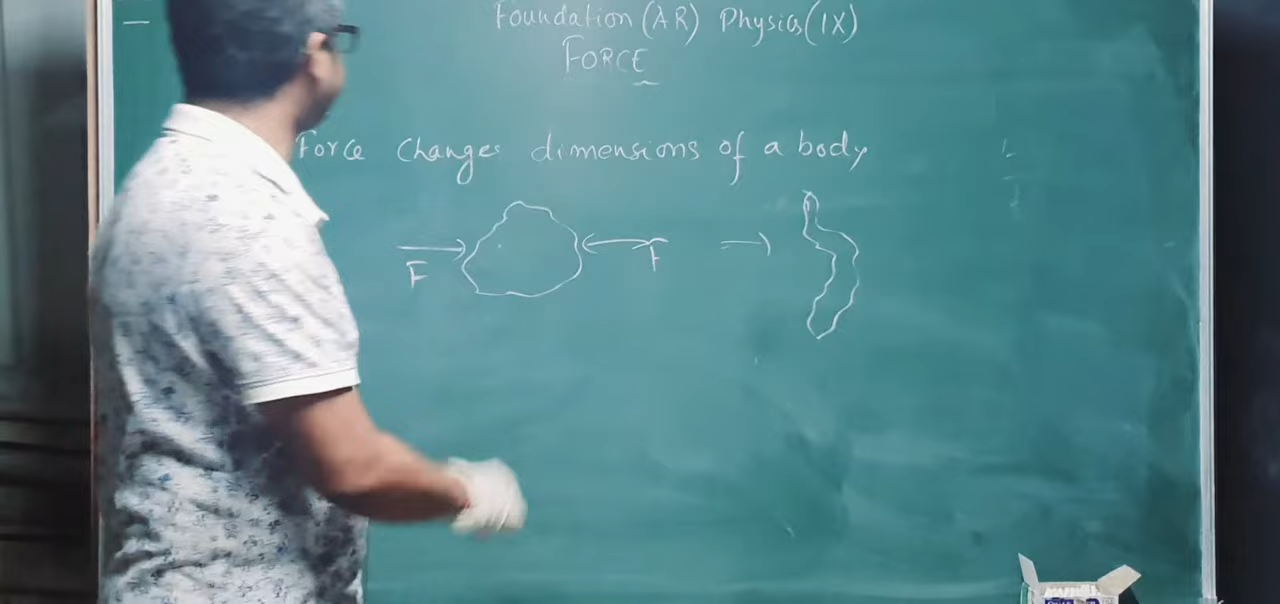 Foundation (AR) Physics (IX)
FORCE
Force changes dimensions of a body
F F